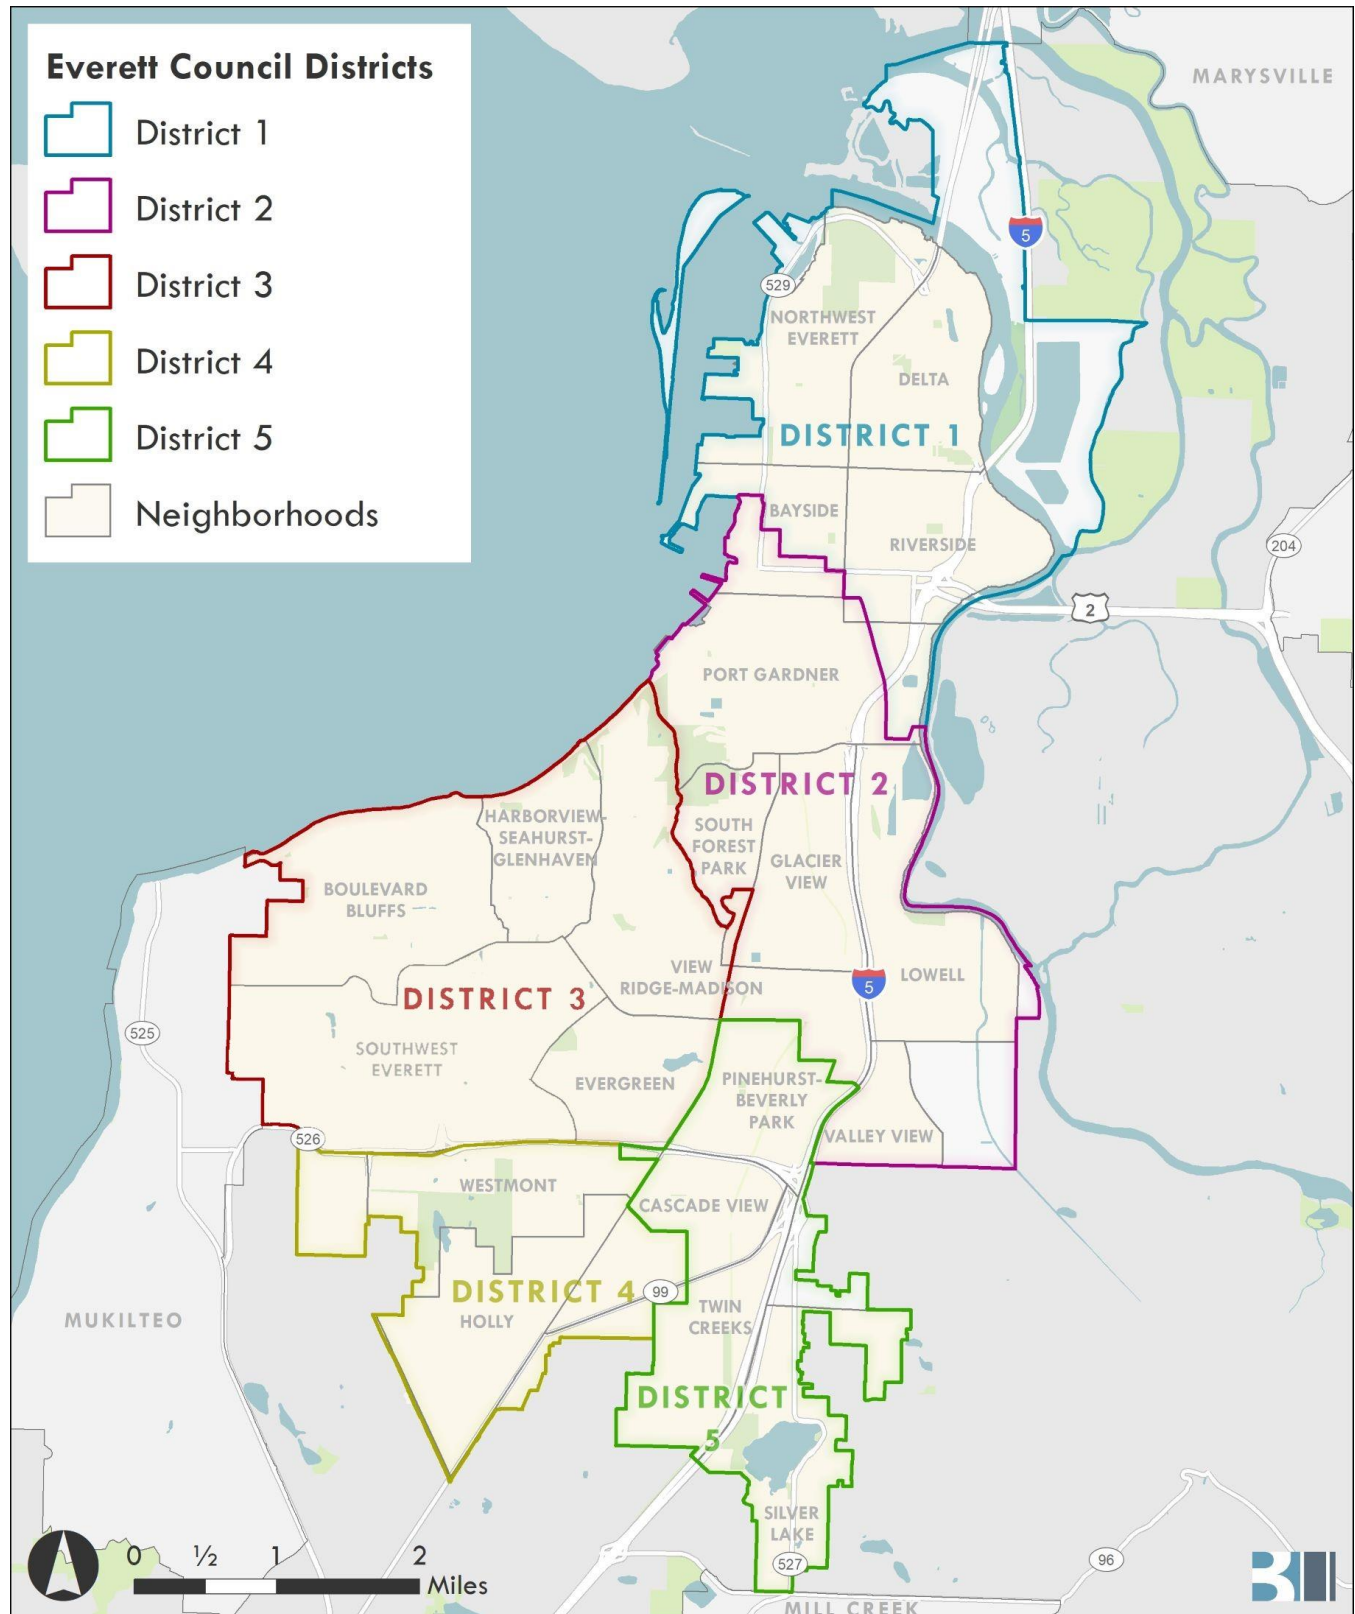 Everett Council Districts
District 1
District 2
District 3
District 4
District 5
Neighborhoods
MARYSVILLE
5
529
NORTHWEST
EVERETT
DELTA
DISTRICT 1
BAYSIDE
RIVERSIDE
204
2
PORT GARDNER
DISTRICT 2
HARBORVIEW-
SEAHURST-
GLENHAVEN
SOUTH
FOREST
PARK
GLACIER
VIEW
BOULEVARD
BLUFFS
VIEW
RIDGE-MADISON
5
LOWELL
DISTRICT 3
525
SOUTHWEST
EVERETT
EVERGREEN
PINEHURST-
BEVERLY
PARK
VALLEY VIEW
526
WESTMONT
CASCADE VIEW
DISTRICT 4
99
HOLLY
TWIN
CREEKS
MUKILTEO
DISTRICT
5
SILVER
LAKE
527
96
0 ½ 1 2
Miles
MILL CREEK